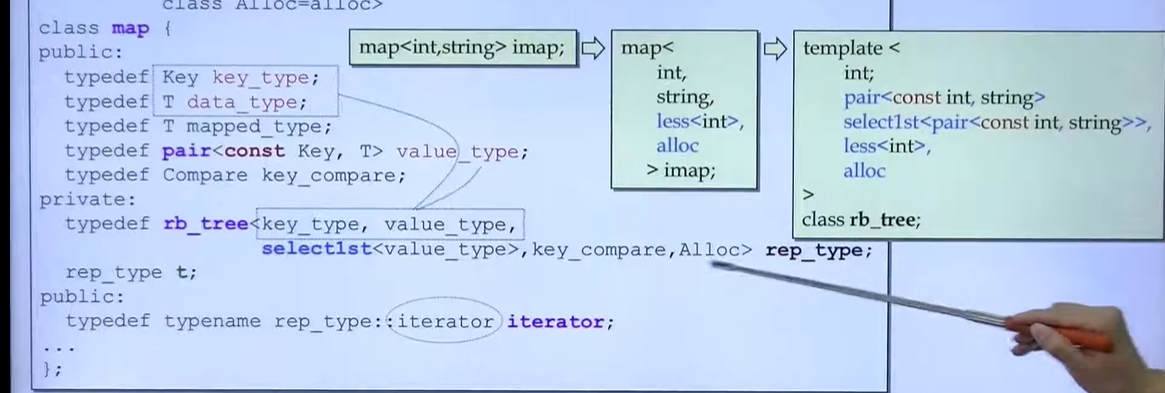 class Alloc=alloc>
class map {
public:
typedef Key key_type;
typedef T data_type;
typedef T mapped_type;
typedef pair<const Key, T> value_type;
typedef Compare key_compare;
private:
typedef rb_tree<key_type, value_type,
select1st<value_type>,key_compare,Alloc> rep_type;
rep_type t;
public:
typedef typename rep_type::iterator iterator;
...
};
map<int,string> imap;
map<
int,
string,
less<int>,
alloc
> imap;
template <
int;
pair<const int, string>
select1st<pair<const int, string>>,
less<int>,
alloc
>
class rb_tree;